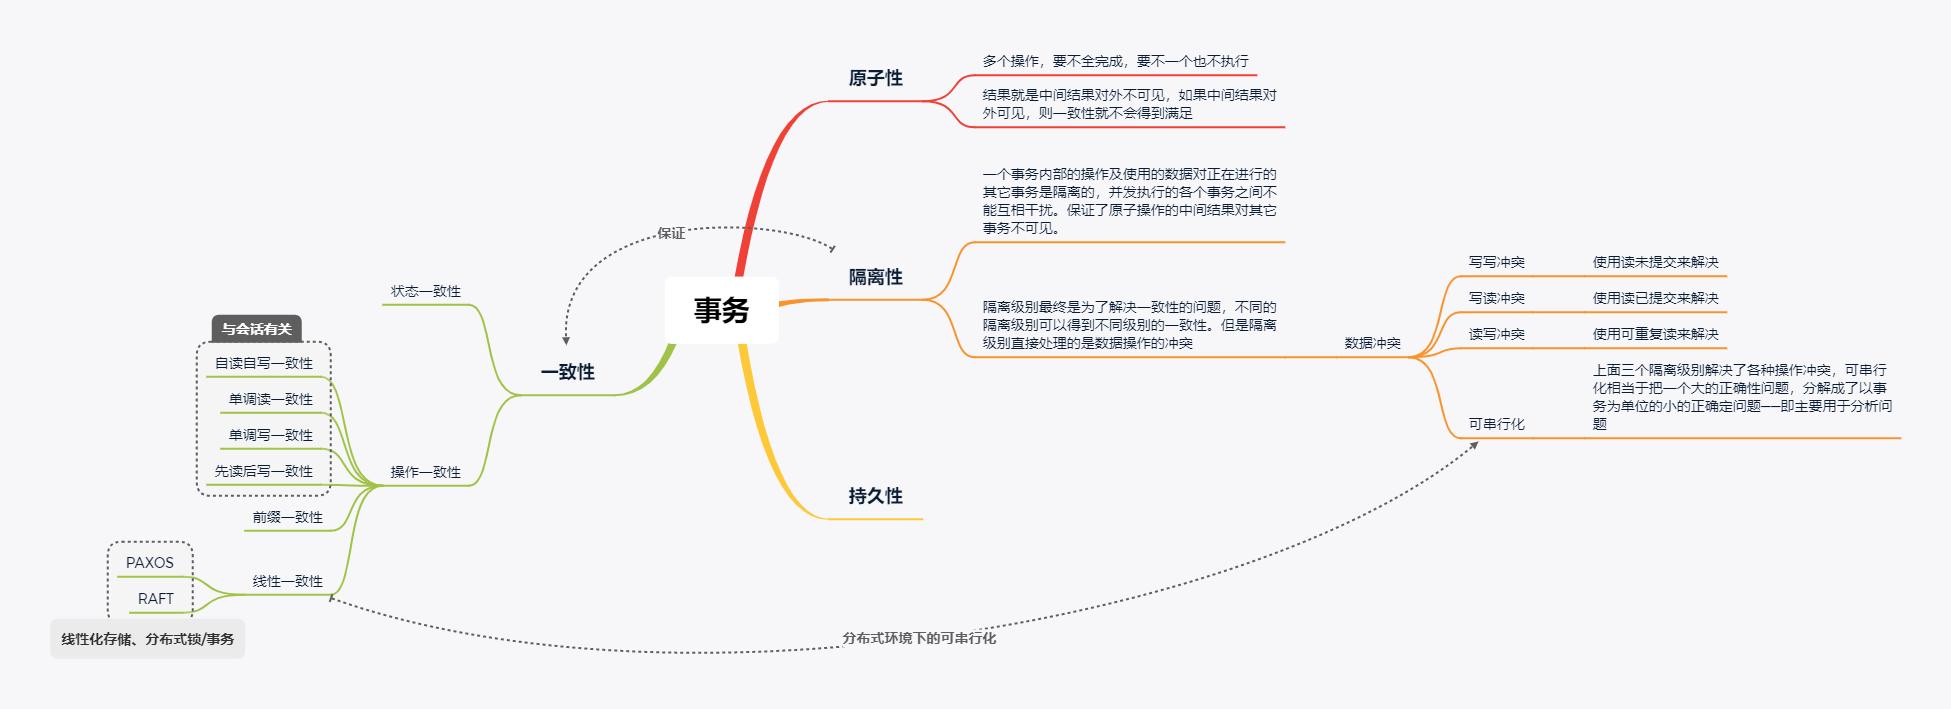 事务
原子性
多个操作，要不全完成，要不一个也不执行
结果就是中间结果对外不可见，如果中间结果对
外可见，则一致性就不会得到满足
隔离性
一个事务内部的操作及使用的数据对正在进行的
其它事务是隔离的，并发执行的各个事务之间不
能互相干扰。保证了原子操作的中间结果对其它
事务不可见。
隔离级别最终是为了解决一致性的问题，不同的
隔离级别可以得到不同级别的一致性。但是隔离
级别直接处理的是数据操作的冲突
数据冲突
写写冲突
使用读未提交来解决
写读冲突
使用读已提交来解决
读写冲突
使用可重复读来解决
可串行化
上面三个隔离级别解决了各种操作冲突，可串行
化相当于把一个大的正确性问题，分解成了以事
务为单位的小的正确定问题——即主要用于分析问
题
持久性
保证
一致性
状态一致性
操作一致性
与会话有关
自读自写一致性
单调读一致性
单调写一致性
先读后写一致性
前缀一致性
线性一致性
PAXOS
RAFT
线性化存储、分布式锁/事务
分布式环境下的可串行化